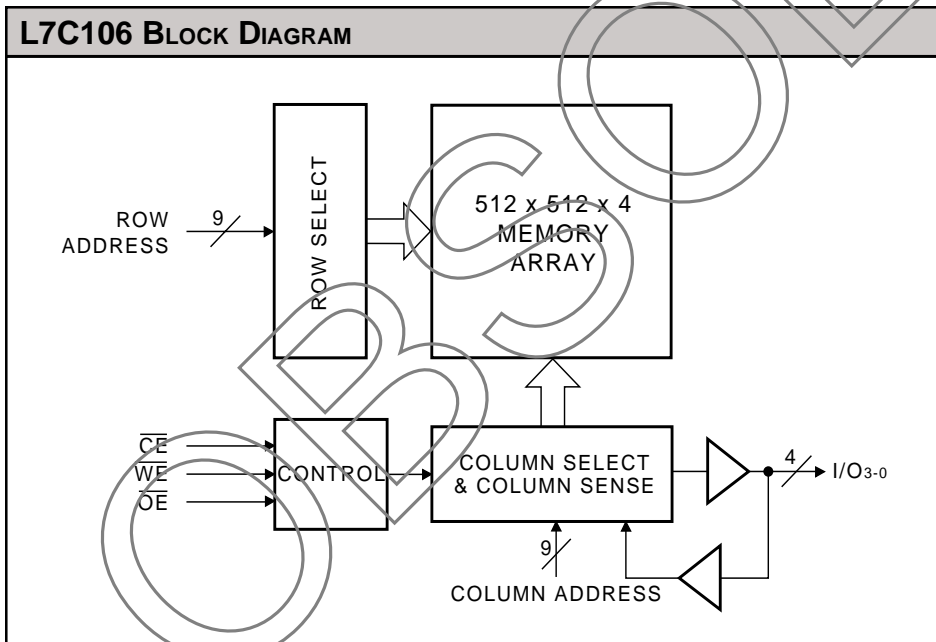 L7C106 BLOCK DIAGRAM
ROW
ADDRESS
9
ROW SELECT
512 x 512 x 4
MEMORY
ARRAY
CE
WE
OE
CONTROL
COLUMN SELECT
& COLUMN SENSE
4
I/O3-0
9
COLUMN ADDRESS
OBSOL